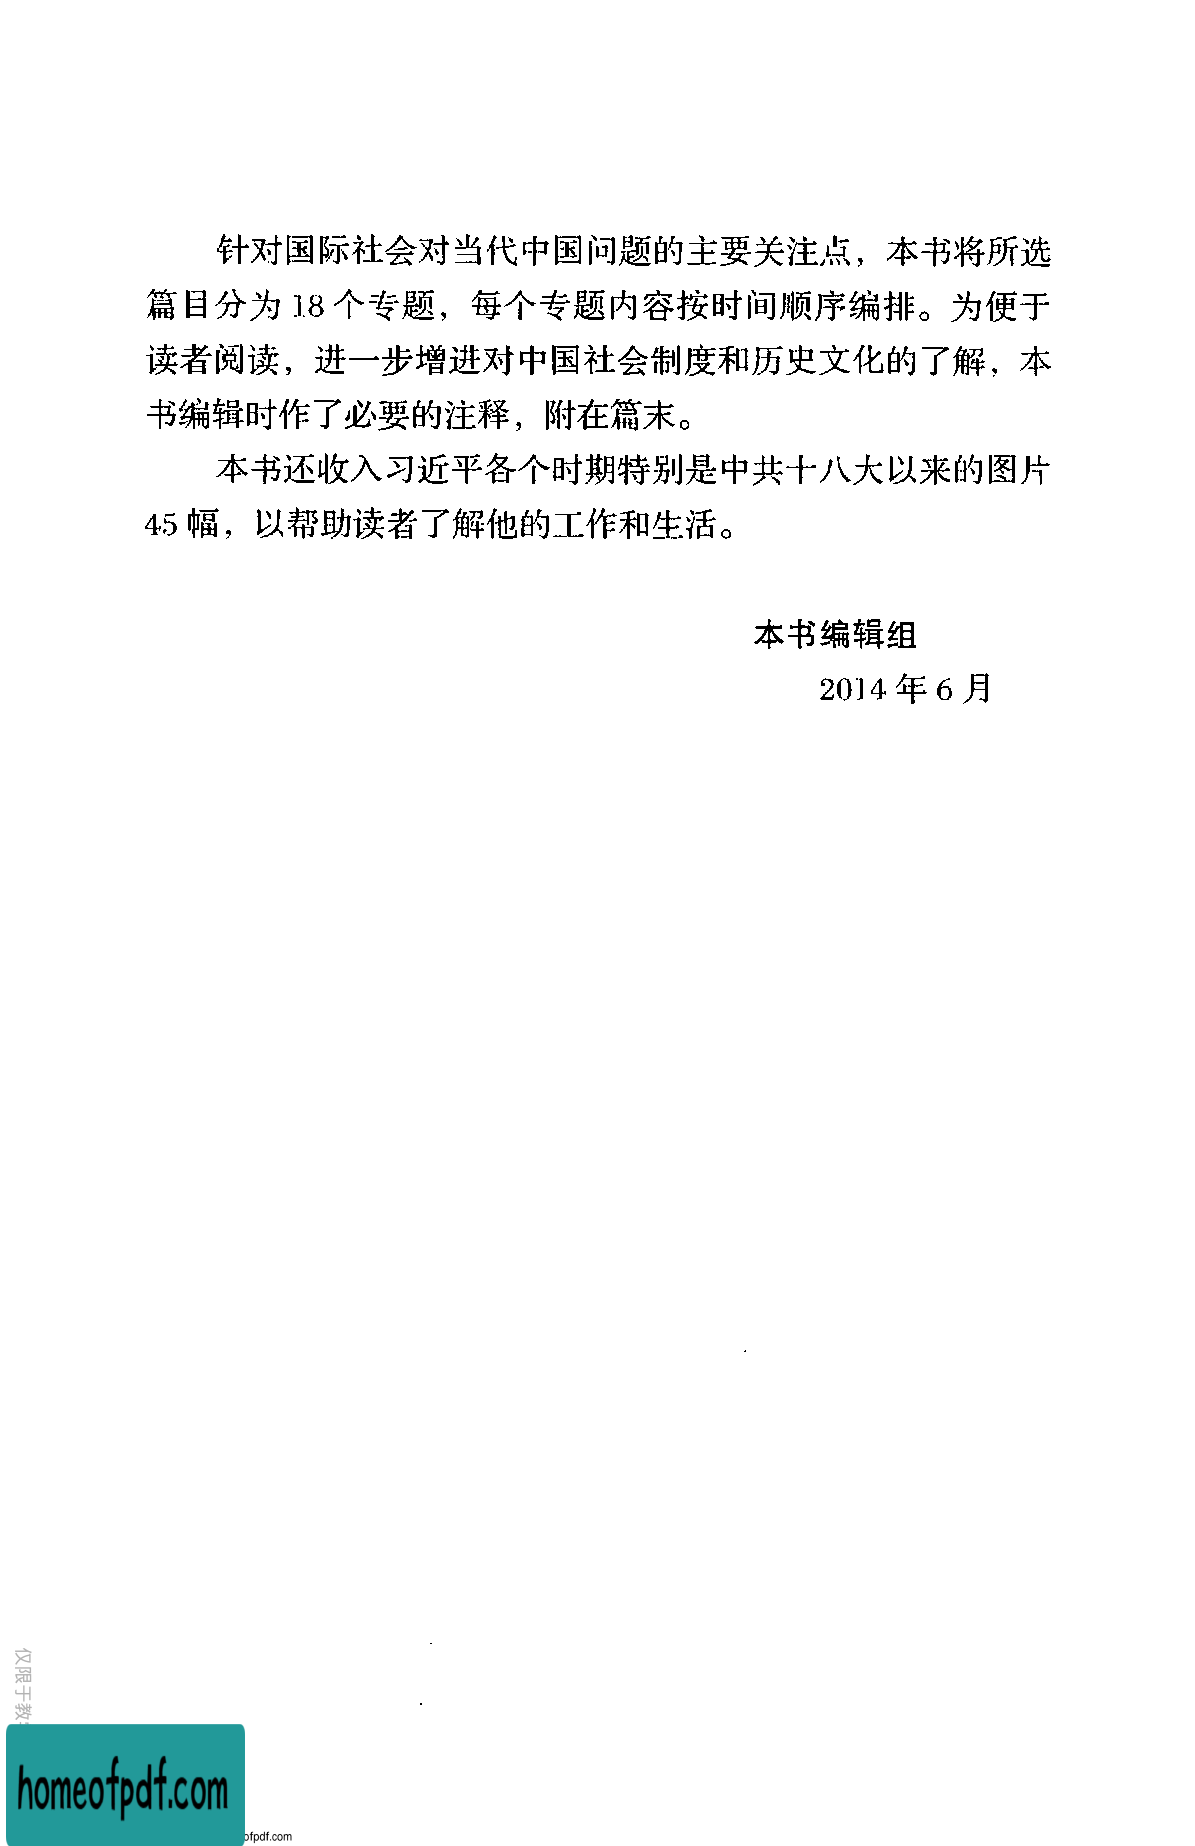 针对国际社会对当代中国问题的主要关注点，本书将所选
篇目分为 18 个专题，每个专题内容按时间顺序编排。为便于
读者阅读，进一步增进对中国社会制度和历史文化的了解，本
书编辑时作了必要的注释，附在篇末。
本书还收入习近平各个时期特别是中共十八大以来的图片
45 幅，以帮助读者了解他的工作和生活。
本书编辑组
2014 年 6 月
仅限于教
homeofpdf.com
ofpdf.com